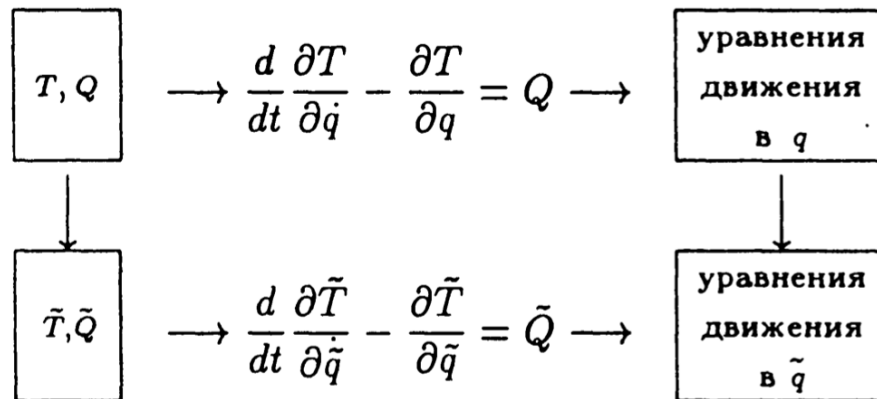 T, Q → d/dt ∂T/∂q̇ − ∂T/∂q = Q → уравнения
движения
в q
T̃, Q̃ → d/dt ∂T̃/∂q̃̇ − ∂T̃/∂q̃ = Q̃ → уравнения
движения
в q̃